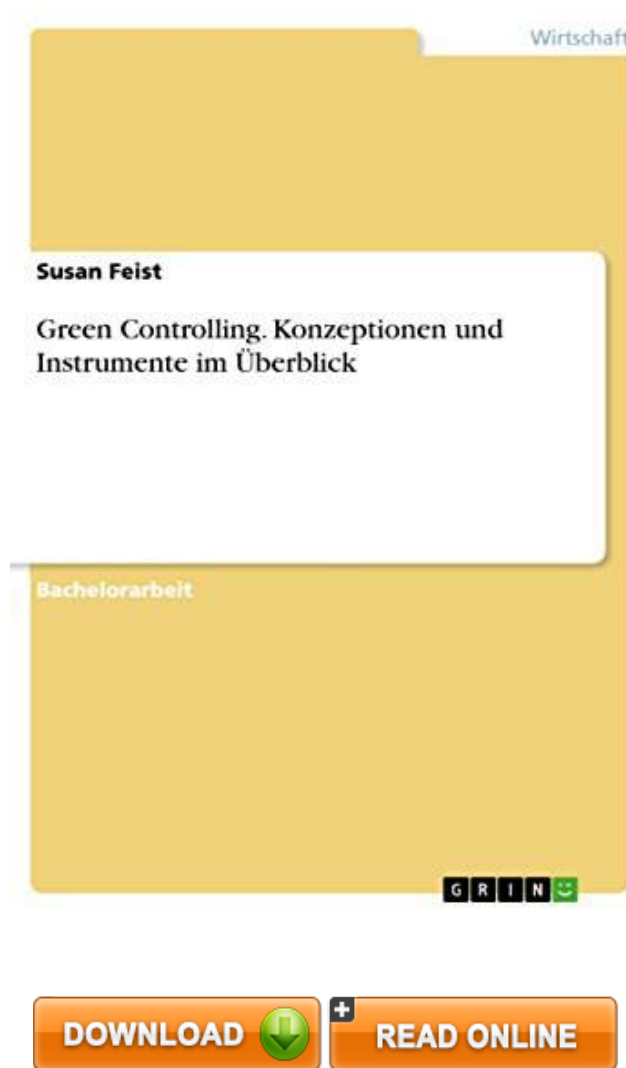 Wirtschaft
Susan Feist
Green Controlling. Konzeptionen und
Instrumente im Überblick
Bachelorarbeit
GRIN
DOWNLOAD
READ ONLINE